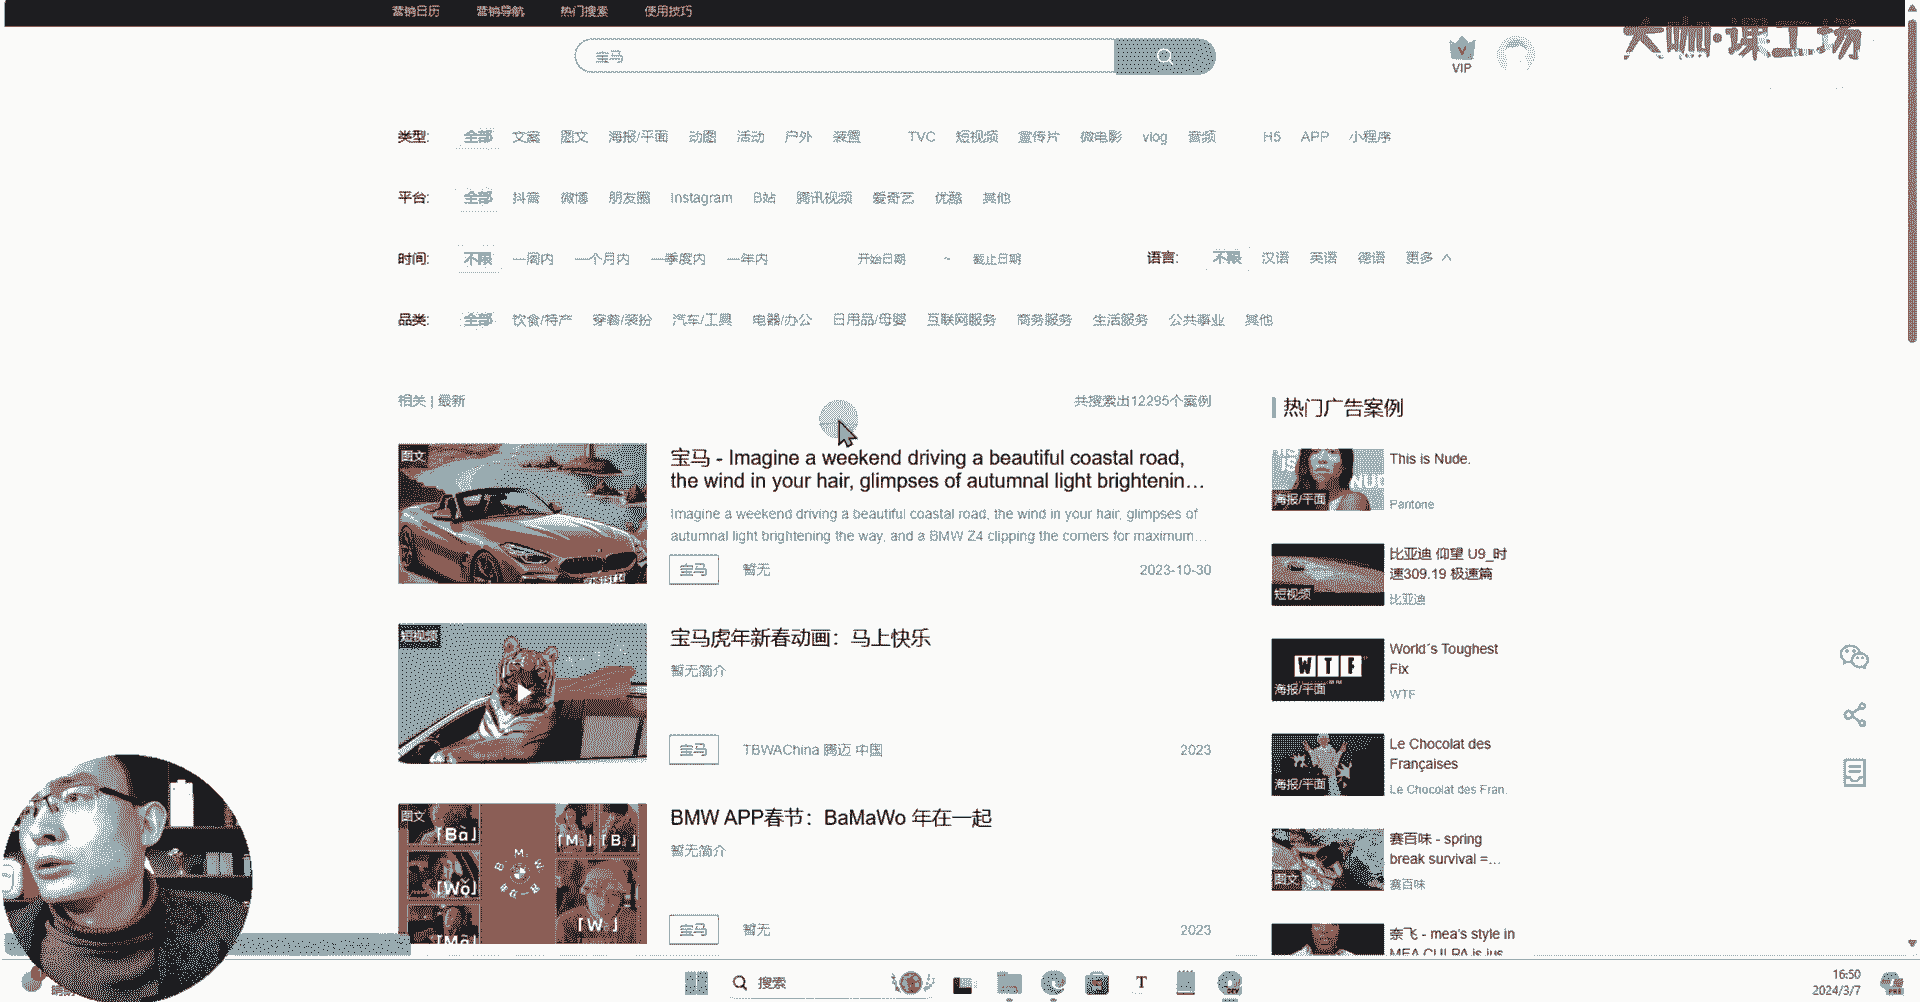 营销日历 营销导航 热门搜索 使用技巧
大咖·课工场
宝马
VIP
类型: 全部 文案 图文 海报/平面 动图 活动 户外 装置 TVC 短视频 宣传片 微电影 vlog 音频 H5 APP 小程序
平台: 全部 抖音 微博 朋友圈 Instagram B站 腾讯视频 爱奇艺 优酷 其他
时间: 不限 一周内 一个月内 一季度内 一年内 开始日期 ~ 截止日期 语言: 不限 汉语 英语 德语 更多
品类: 全部 饮食/特产 穿着/装扮 汽车/工具 电器/办公 日用品/母婴 互联网服务 商务服务 生活服务 公共事业 其他
相关 | 最新 共搜索出12295个案例
图文
宝马 - Imagine a weekend driving a beautiful coastal road,
the wind in your hair, glimpses of autumnal light brightenin...
Imagine a weekend driving a beautiful coastal road, the wind in your hair, glimpses of
autumnal light brightening the way, and a BMW Z4 clipping the corners for maximum...
宝马 暂无 2023-10-30
短视频
宝马虎年新春动画：马上快乐
暂无简介
宝马 TBWAChina 腾迈 中国 2023
图文
「Bǎ」
「M」「B」
「Wǒ」
「W」
BMW APP春节：BaMaWo 年在一起
暂无简介
宝马 暂无 2023
热门广告案例
海报/平面
This is Nude.
Pantone
短视频
比亚迪 仰望 U9_时
速309.19 极速篇
比亚迪
WTF
海报/平面
World´s Toughest
Fix
WTF
海报/平面
Le Chocolat des
Françaises
Le Chocolat des Fran.
图文
赛百味 - spring
break survival =...
赛百味
奈飞 - mea's style in
MEA CULPA is jus
搜索
16:50
2024/3/7